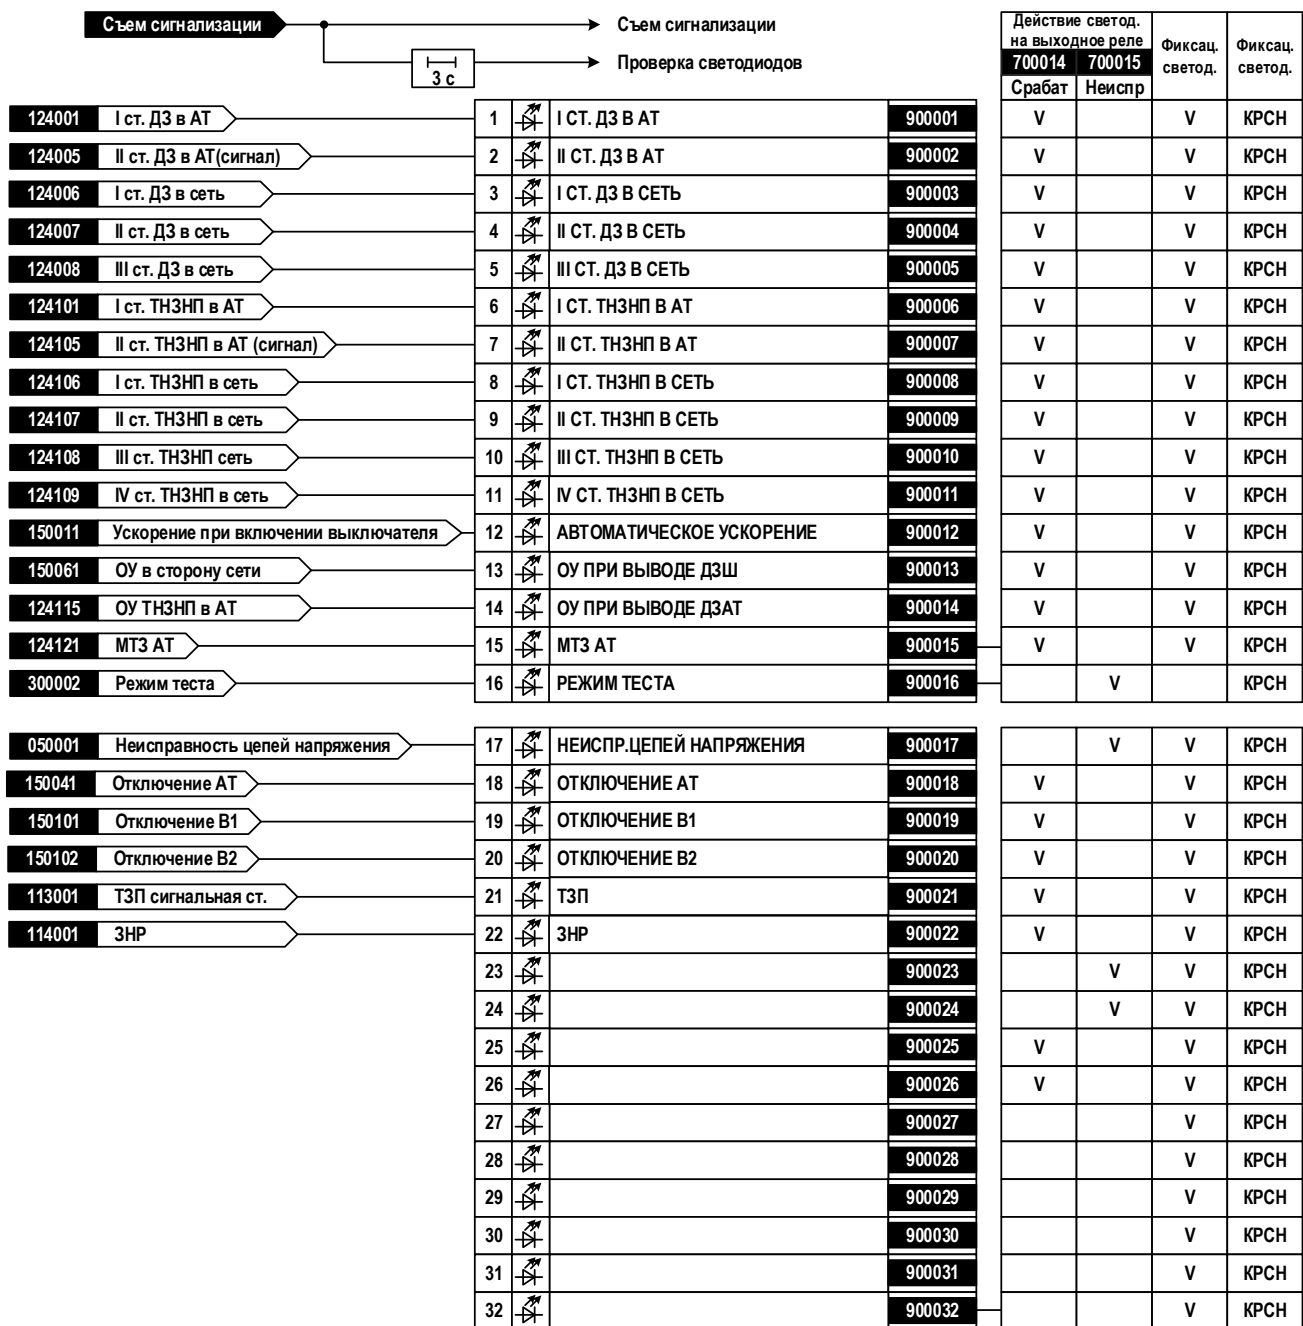 Съем сигнализации
Съем сигнализации
3 с
Проверка светодиодов
Действие светод.
на выходное реле
700014 700015
Срабат Неиспр
Фиксац.
светод.
Фиксац.
светод.
124001 I ст. ДЗ в АТ 1 I СТ. ДЗ В АТ 900001 V V КРСН
124005 II ст. ДЗ в АТ(сигнал) 2 II СТ. ДЗ В АТ 900002 V V КРСН
124006 I ст. ДЗ в сеть 3 I СТ. ДЗ В СЕТЬ 900003 V V КРСН
124007 II ст. ДЗ в сеть 4 II СТ. ДЗ В СЕТЬ 900004 V V КРСН
124008 III ст. ДЗ в сеть 5 III СТ. ДЗ В СЕТЬ 900005 V V КРСН
124101 I ст. ТНЗНП в АТ 6 I СТ. ТНЗНП В АТ 900006 V V КРСН
124105 II ст. ТНЗНП в АТ (сигнал) 7 II СТ. ТНЗНП В АТ 900007 V V КРСН
124106 I ст. ТНЗНП в сеть 8 I СТ. ТНЗНП В СЕТЬ 900008 V V КРСН
124107 II ст. ТНЗНП в сеть 9 II СТ. ТНЗНП В СЕТЬ 900009 V V КРСН
124108 III ст. ТНЗНП сеть 10 III СТ. ТНЗНП В СЕТЬ 900010 V V КРСН
124109 IV ст. ТНЗНП в сеть 11 IV СТ. ТНЗНП В СЕТЬ 900011 V V КРСН
150011 Ускорение при включении выключателя 12 АВТОМАТИЧЕСКОЕ УСКОРЕНИЕ 900012 V V КРСН
150061 ОУ в сторону сети 13 ОУ ПРИ ВЫВОДЕ ДЗШ 900013 V V КРСН
124115 ОУ ТНЗНП в АТ 14 ОУ ПРИ ВЫВОДЕ ДЗАТ 900014 V V КРСН
124121 МТЗ АТ 15 МТЗ АТ 900015 V V КРСН
300002 Режим теста 16 РЕЖИМ ТЕСТА 900016 V КРСН
050001 Неисправность цепей напряжения 17 НЕИСПР.ЦЕПЕЙ НАПРЯЖЕНИЯ 900017 V V КРСН
150041 Отключение АТ 18 ОТКЛЮЧЕНИЕ АТ 900018 V V КРСН
150101 Отключение В1 19 ОТКЛЮЧЕНИЕ В1 900019 V V КРСН
150102 Отключение В2 20 ОТКЛЮЧЕНИЕ В2 900020 V V КРСН
113001 ТЗП сигнальная ст. 21 ТЗП 900021 V V КРСН
114001 ЗНР 22 ЗНР 900022 V V КРСН
23 900023 V V КРСН
24 900024 V V КРСН
25 900025 V V КРСН
26 900026 V V КРСН
27 900027 V КРСН
28 900028 V КРСН
29 900029 V КРСН
30 900030 V КРСН
31 900031 V КРСН
32 900032 V КРСН